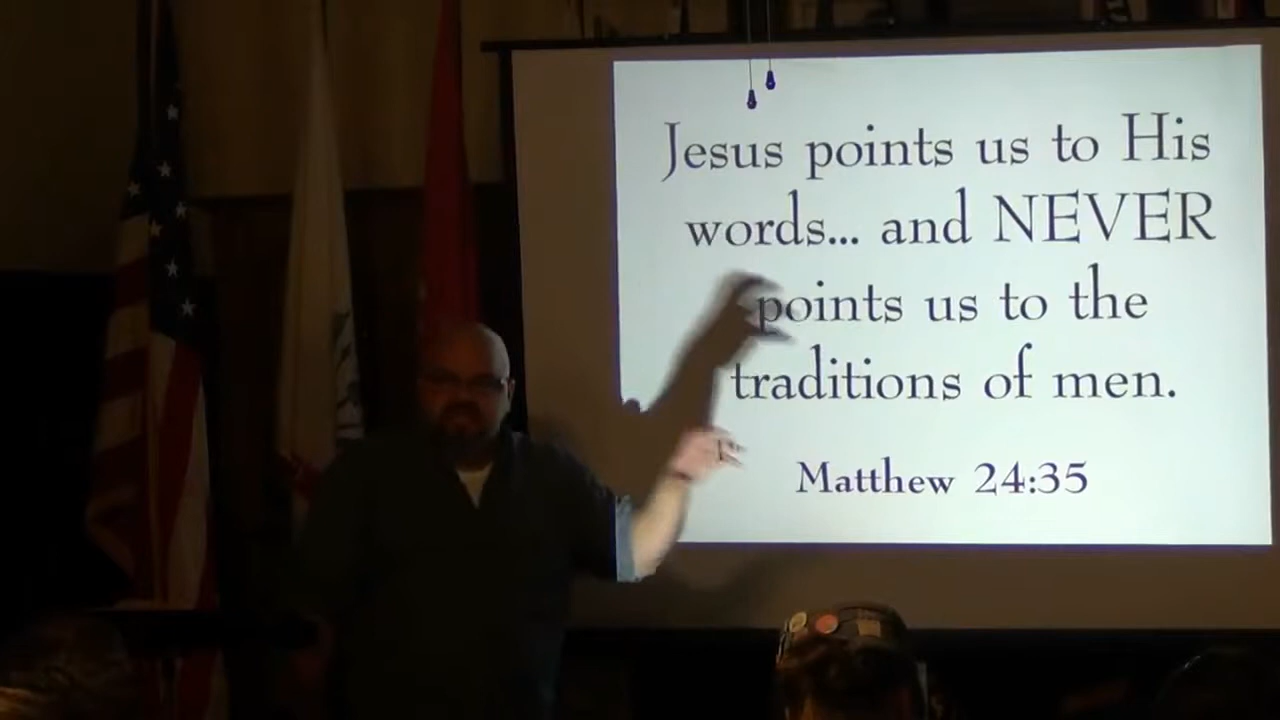 Jesus points us to His
words... and NEVER
points us to the
traditions of men.
Matthew 24:35